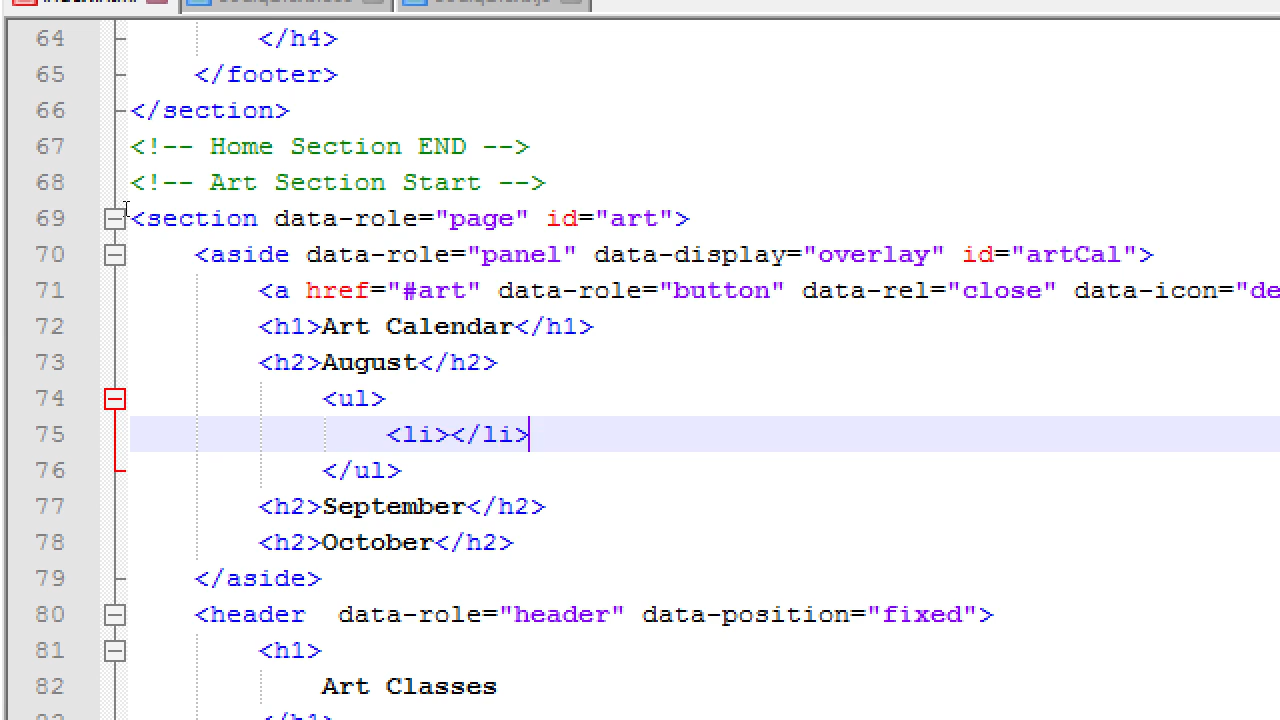 64 </h4>
65 </footer>
66 </section>
67 <!-- Home Section END -->
68 <!-- Art Section Start -->
69 <section data-role="page" id="art">
70 <aside data-role="panel" data-display="overlay" id="artCal">
71 <a href="#art" data-role="button" data-rel="close" data-icon="de
72 <h1>Art Calendar</h1>
73 <h2>August</h2>
74 <ul>
75 <li></li>
76 </ul>
77 <h2>September</h2>
78 <h2>October</h2>
79 </aside>
80 <header  data-role="header" data-position="fixed">
81 <h1>
82 Art Classes
83 </h1>